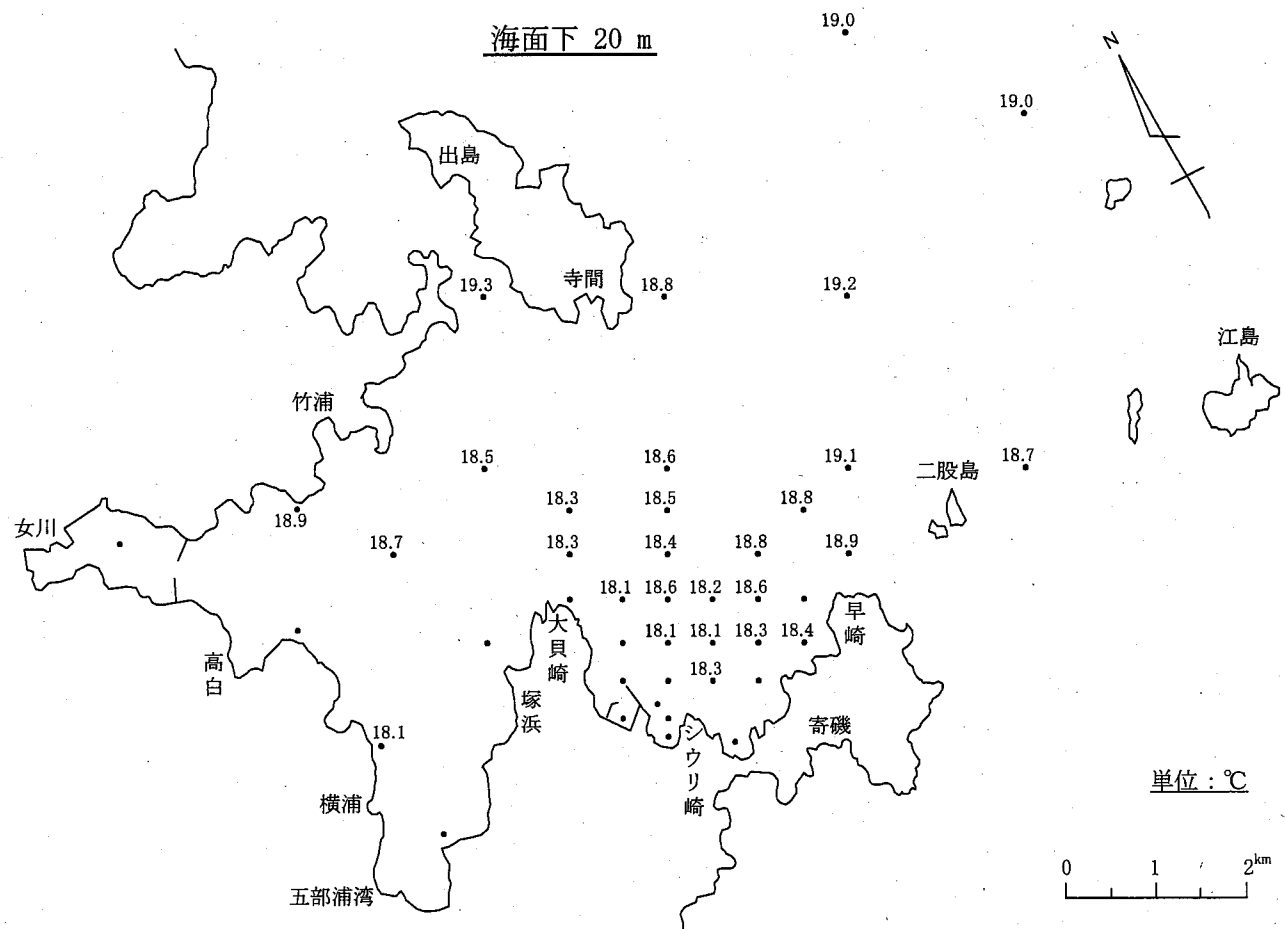 海面下 20 m
19.0
N
19.0
出島
寺間
19.3
18.8
19.2
江島
竹浦
18.5
18.6
19.1
18.7
二股島
18.3
18.5
18.8
18.9
女川
18.7
18.3
18.4
18.8
18.9
18.1 18.6 18.2 18.6
大貝崎
早崎
18.1 18.1 18.3 18.4
高白
18.3
塚浜
シウリ崎
寄磯
18.1
単位：℃
横浦
0 1 2km
五部浦湾